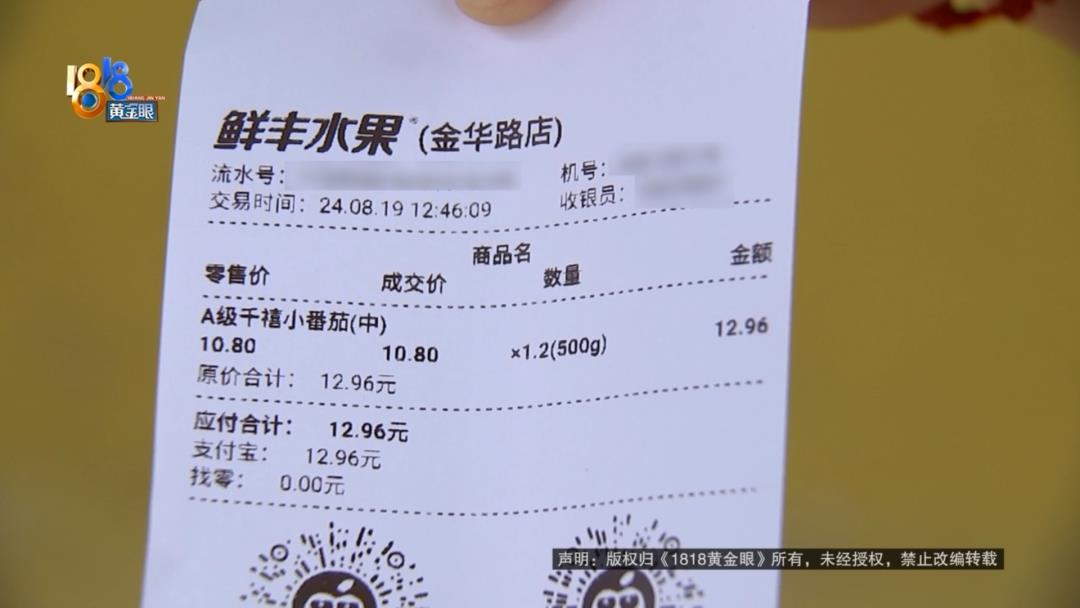 1818
HUANG JIN YAN
黄金眼
鲜丰水果 (金华路店)
流水号: 机号:
交易时间: 24.08.19 12:46:09 收银员:
商品名
零售价 成交价 数量 金额
A级千禧小番茄(中)
10.80 10.80 ×1.2(500g) 12.96
原价合计: 12.96元
应付合计: 12.96元
支付宝: 12.96元
找零: 0.00元
声明：版权归《1818黄金眼》所有，未经授权，禁止改编转载